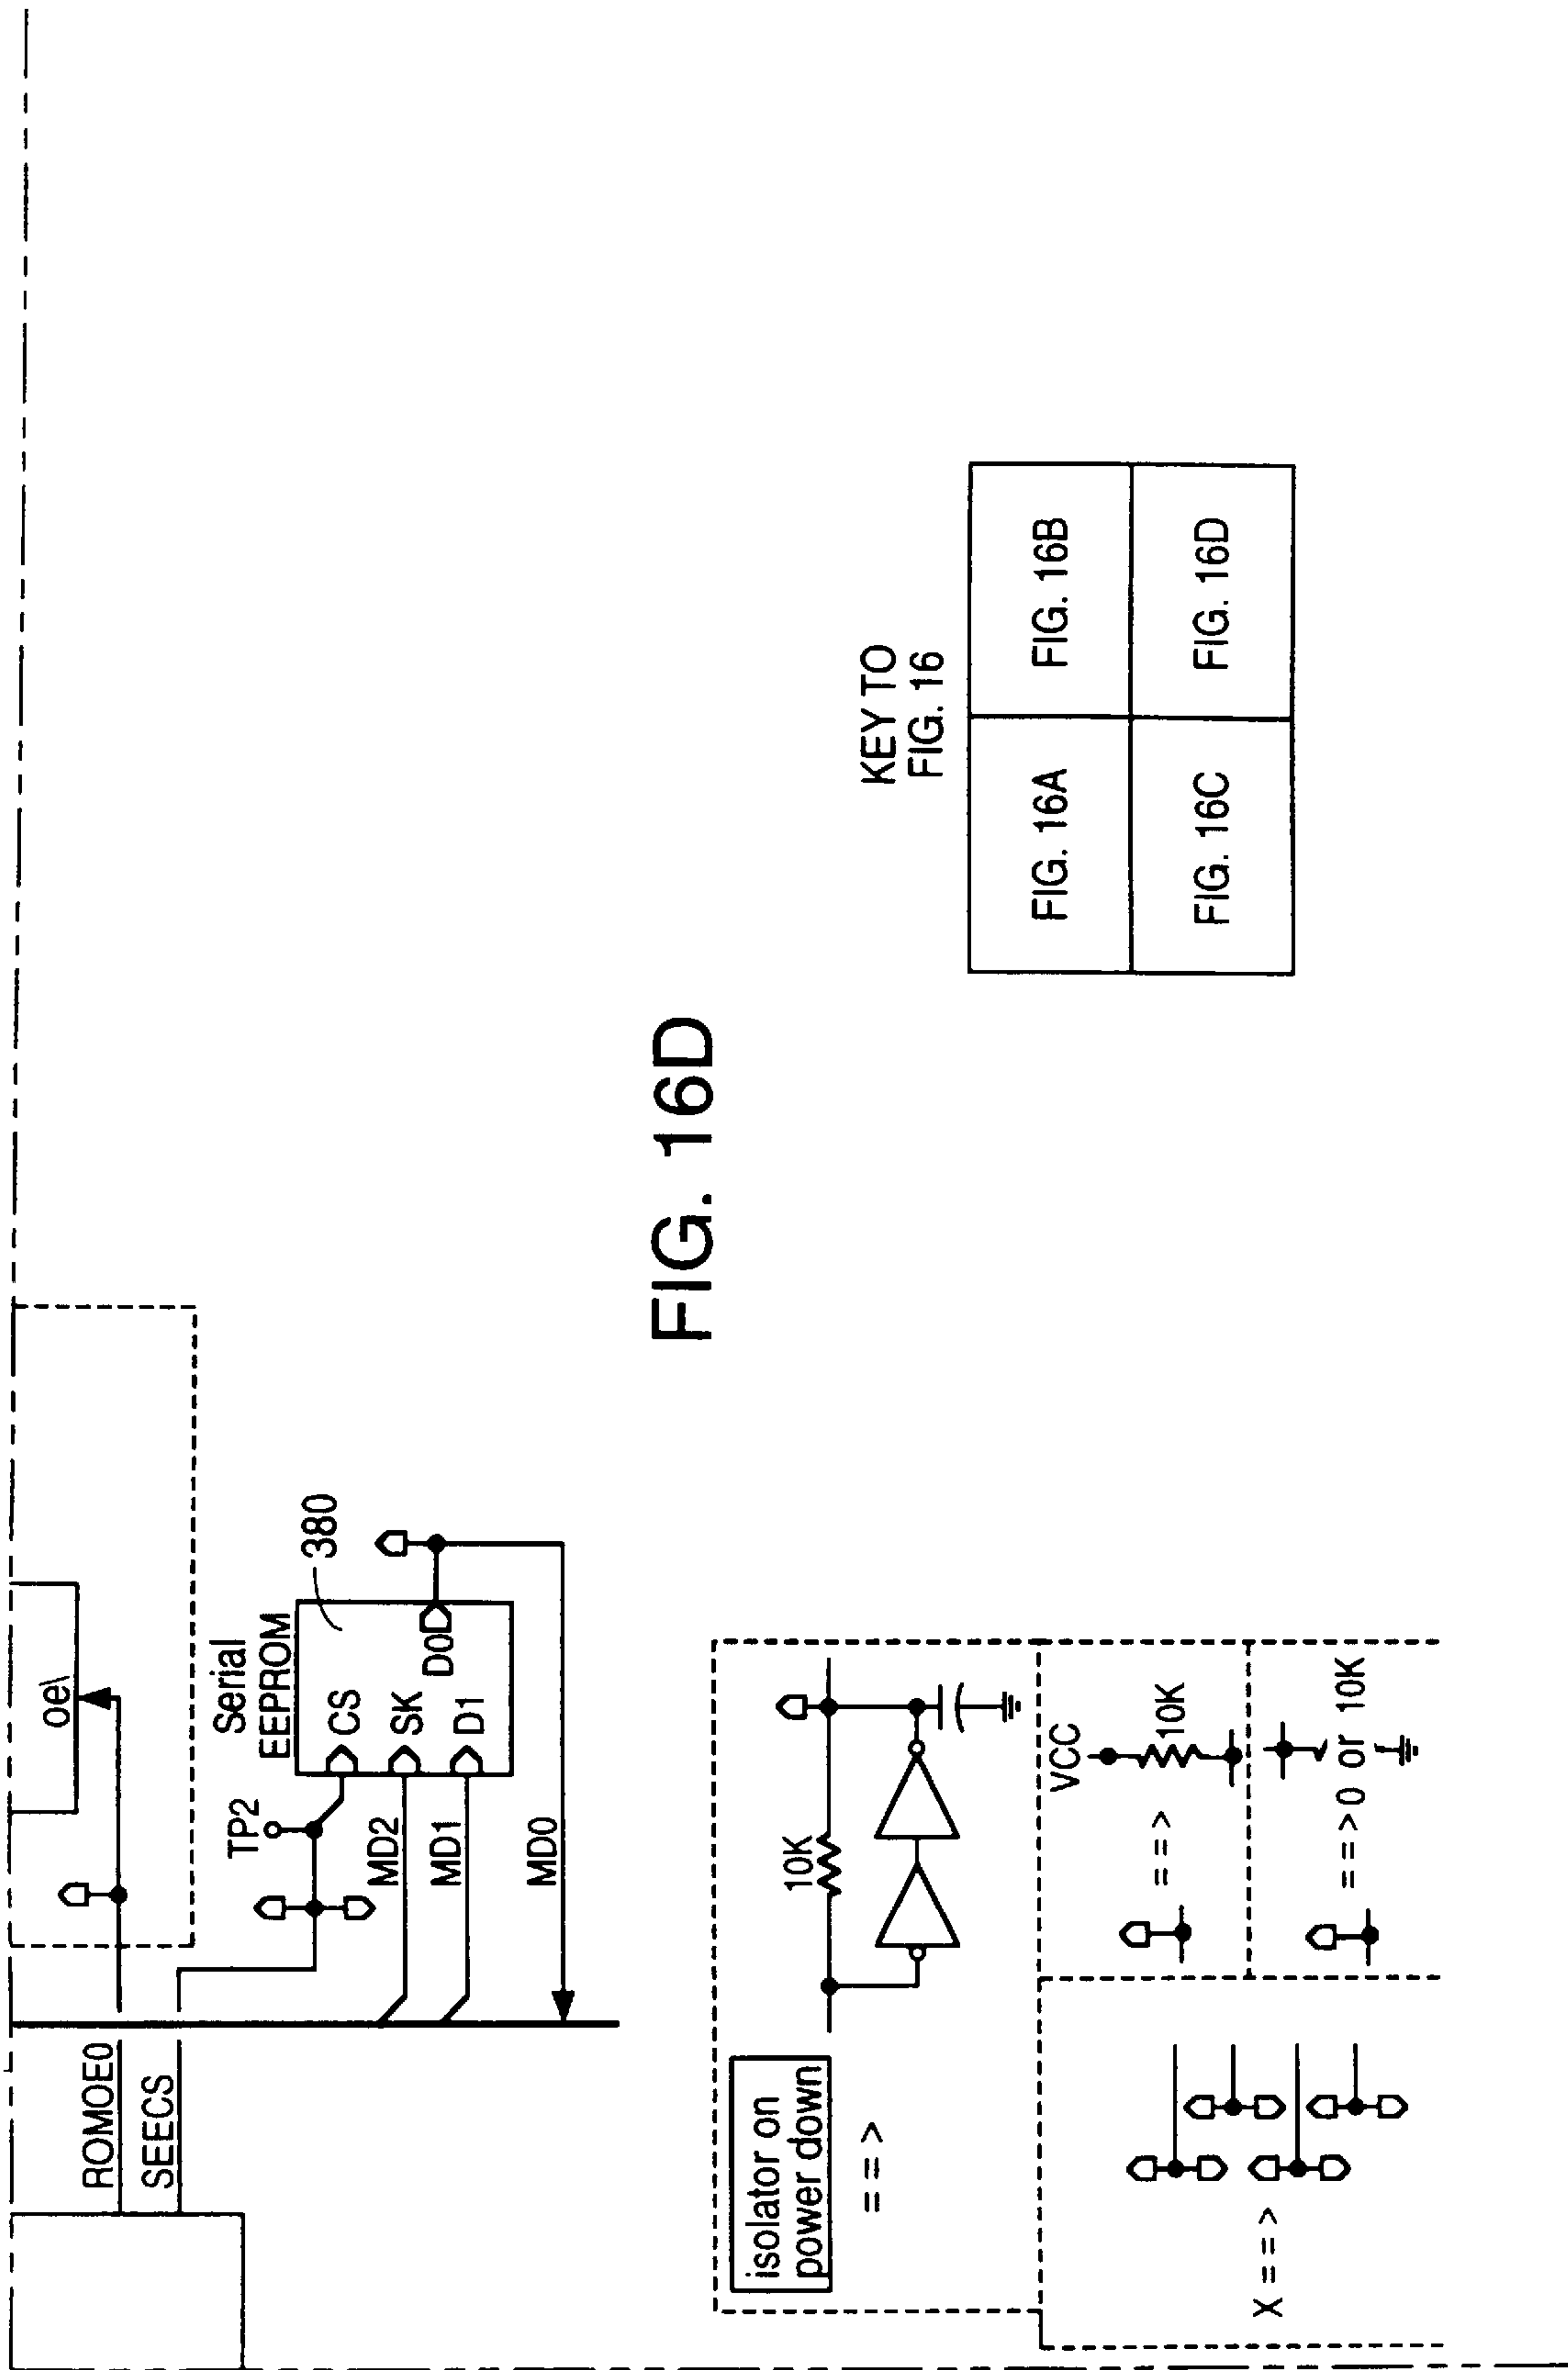 ROMOE0
SEECS
oe\
TP2
Serial
EEPROM
380
CS
SK
D1
D0
MD2
MD1
MD0
FIG. 16D
isolator on
power down
==>
10K
VCC
==>
10K
X ==>
==>0 or 10K
KEY TO
FIG. 16
FIG. 16A
FIG. 16B
FIG. 16C
FIG. 16D